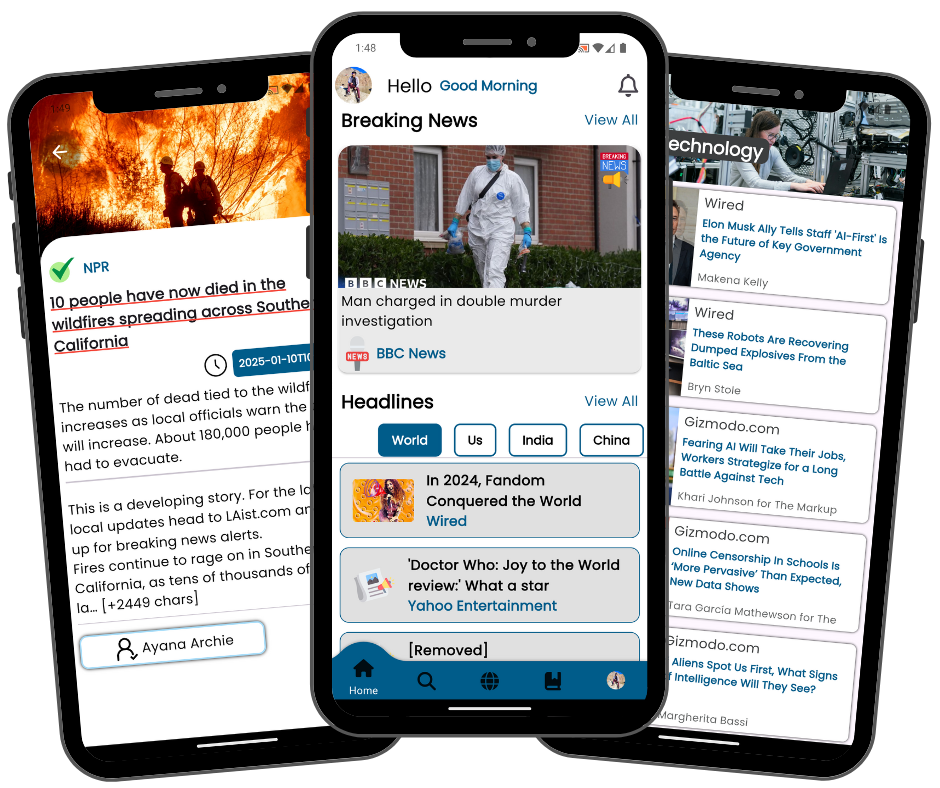 1:49
NPR
10 people have now died in the
wildfires spreading across Southe
California
2025-01-10T10
The number of dead tied to the wildf
increases as local officials warn the
will increase. About 180,000 people h
had to evacuate.
This is a developing story. For the la
local updates head to LAist.com an
up for breaking news alerts.
Fires continue to rage on in Southe
California, as tens of thousands of
la… [+2449 chars]
Ayana Archie
1:48
Hello Good Morning
Breaking News View All
BREAKING
NEWS
BBC NEWS
Man charged in double murder
investigation
NEWS
BBC News
Headlines View All
World Us India China
In 2024, Fandom
Conquered the World
Wired
'Doctor Who: Joy to the World
review:' What a star
Yahoo Entertainment
[Removed]
Home
echnology
Wired
Elon Musk Ally Tells Staff 'AI-First' Is
the Future of Key Government
Agency
Makena Kelly
Wired
These Robots Are Recovering
Dumped Explosives From the
Baltic Sea
Bryn Stole
Gizmodo.com
Fearing AI Will Take Their Jobs,
Workers Strategize for a Long
Battle Against Tech
Khari Johnson for The Markup
Gizmodo.com
Online Censorship In Schools Is
'More Pervasive' Than Expected,
New Data Shows
Tara García Mathewson for The
Gizmodo.com
Aliens Spot Us First, What Signs
f Intelligence Will They See?
Margherita Bassi